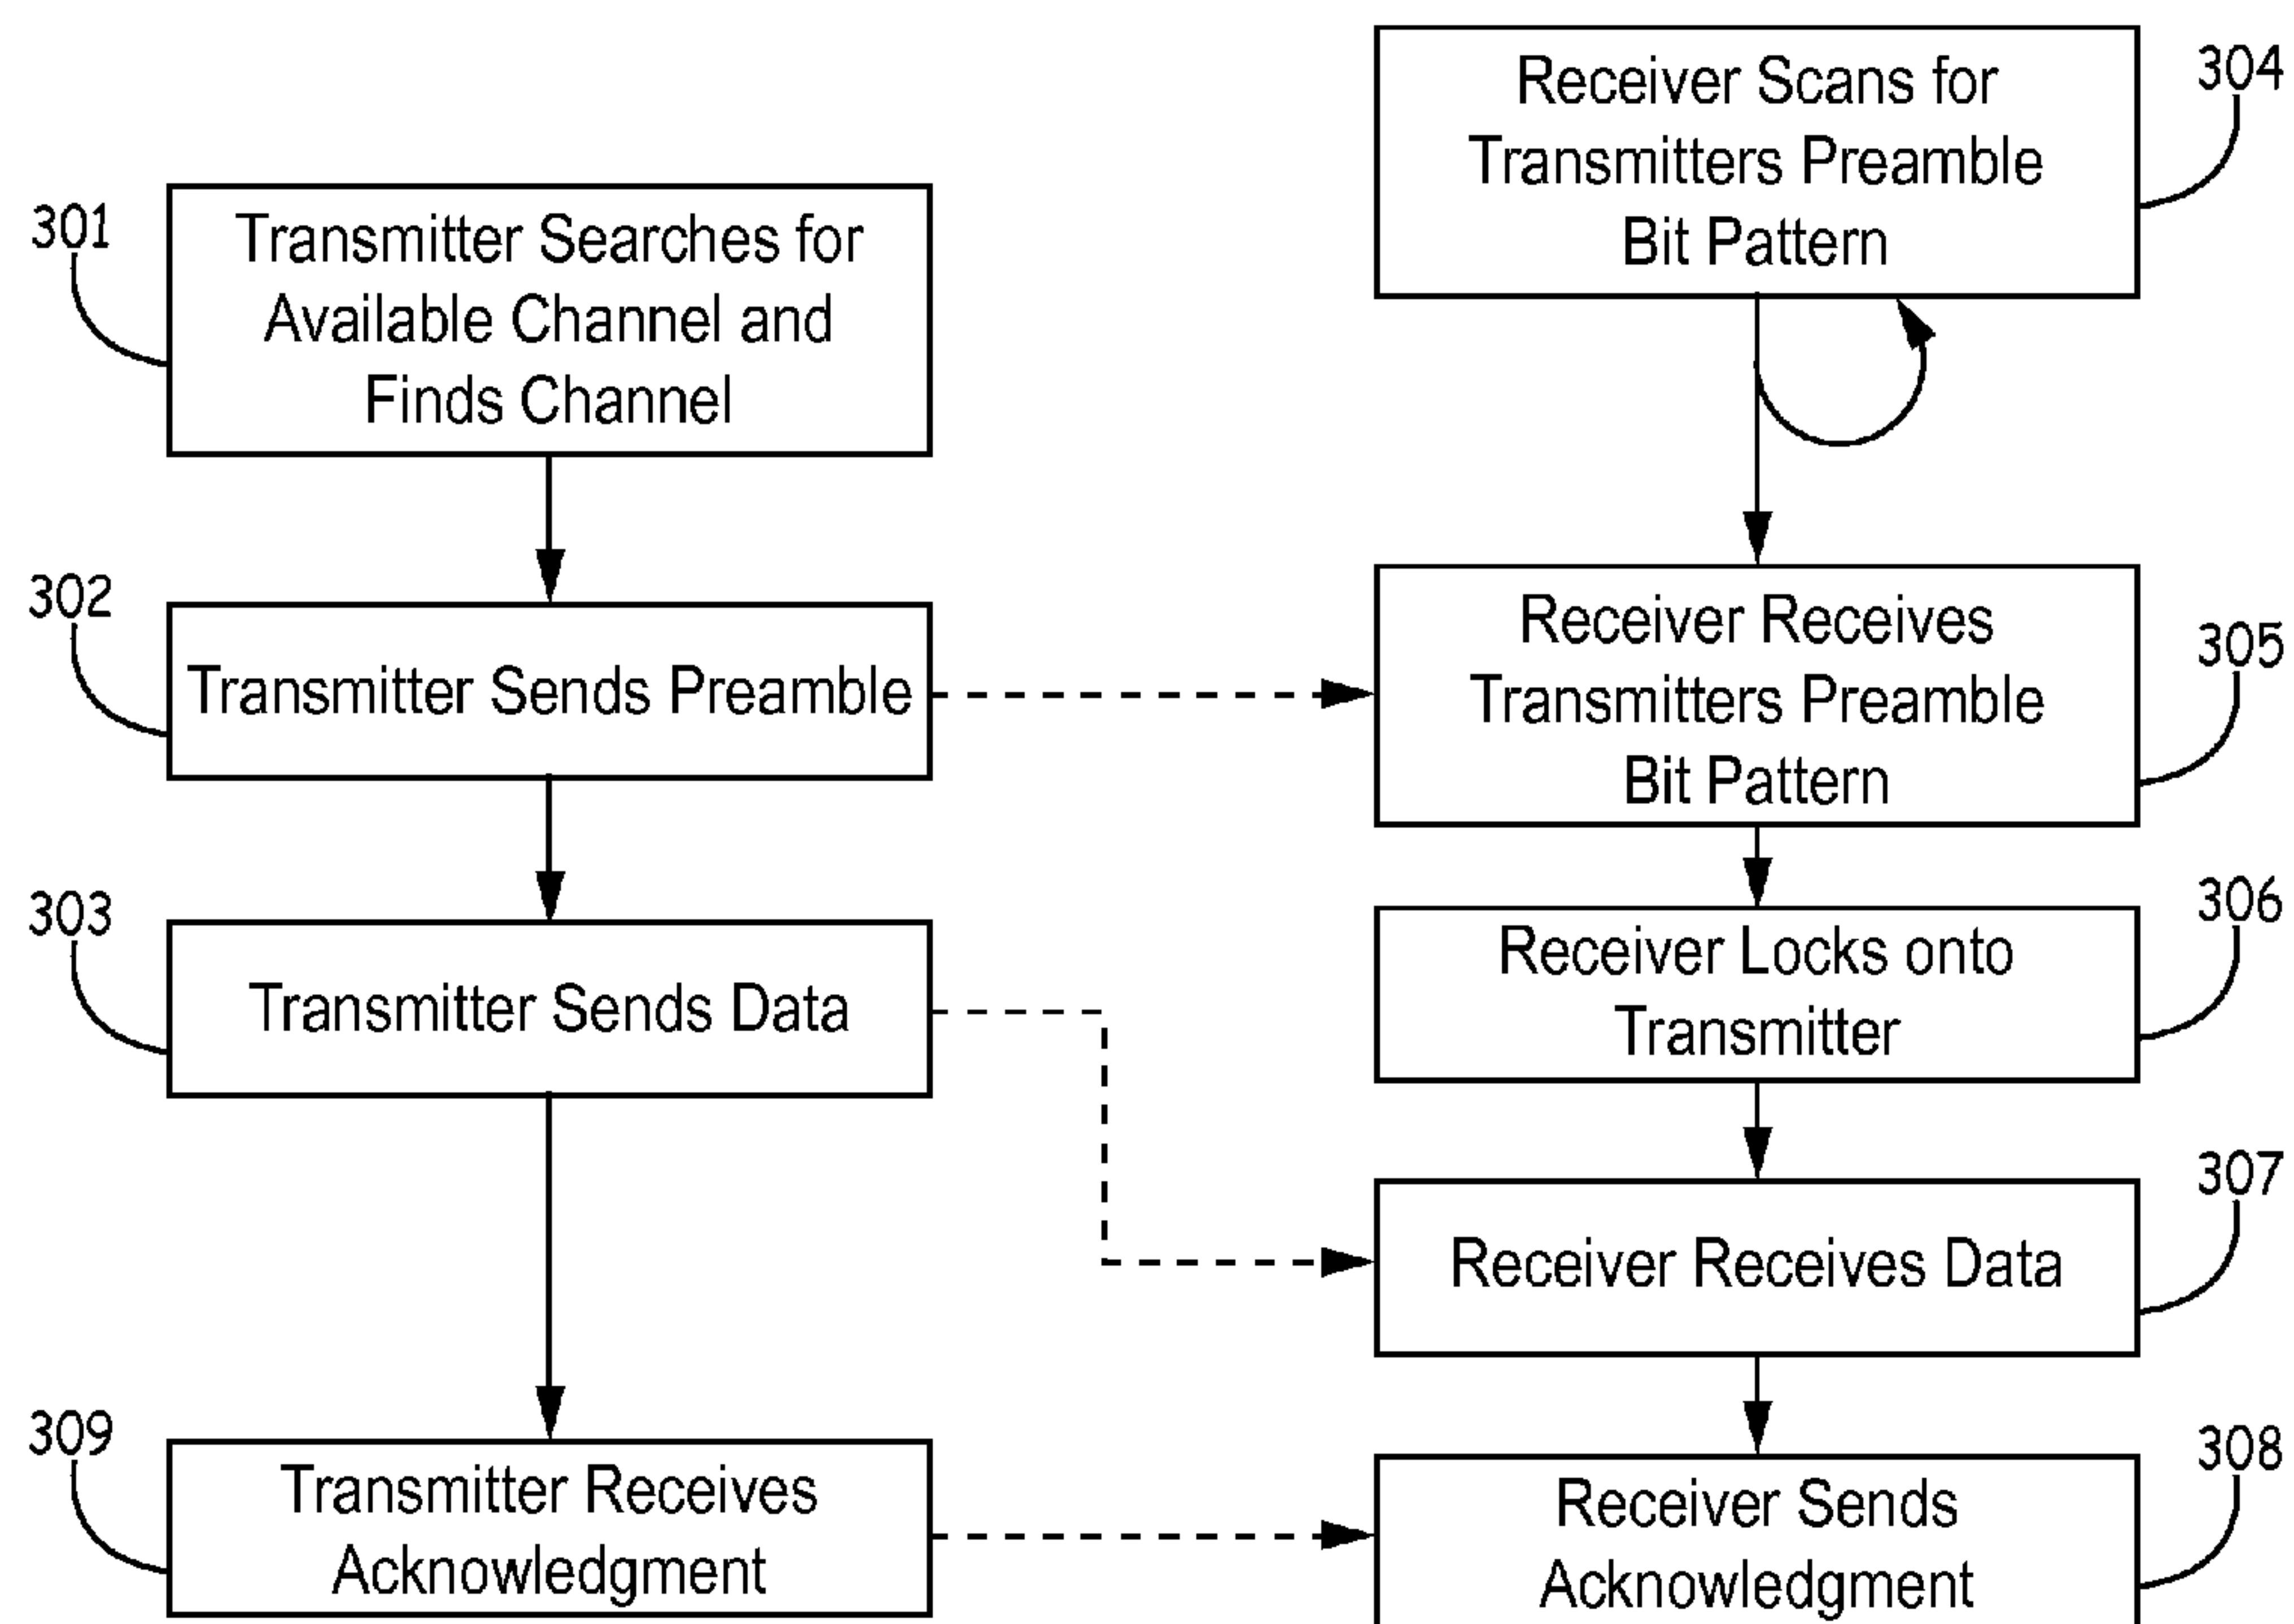 301
Transmitter Searches for
Available Channel and
Finds Channel
302
Transmitter Sends Preamble
303
Transmitter Sends Data
309
Transmitter Receives
Acknowledgment
304
Receiver Scans for
Transmitters Preamble
Bit Pattern
305
Receiver Receives
Transmitters Preamble
Bit Pattern
306
Receiver Locks onto
Transmitter
307
Receiver Receives Data
308
Receiver Sends
Acknowledgment